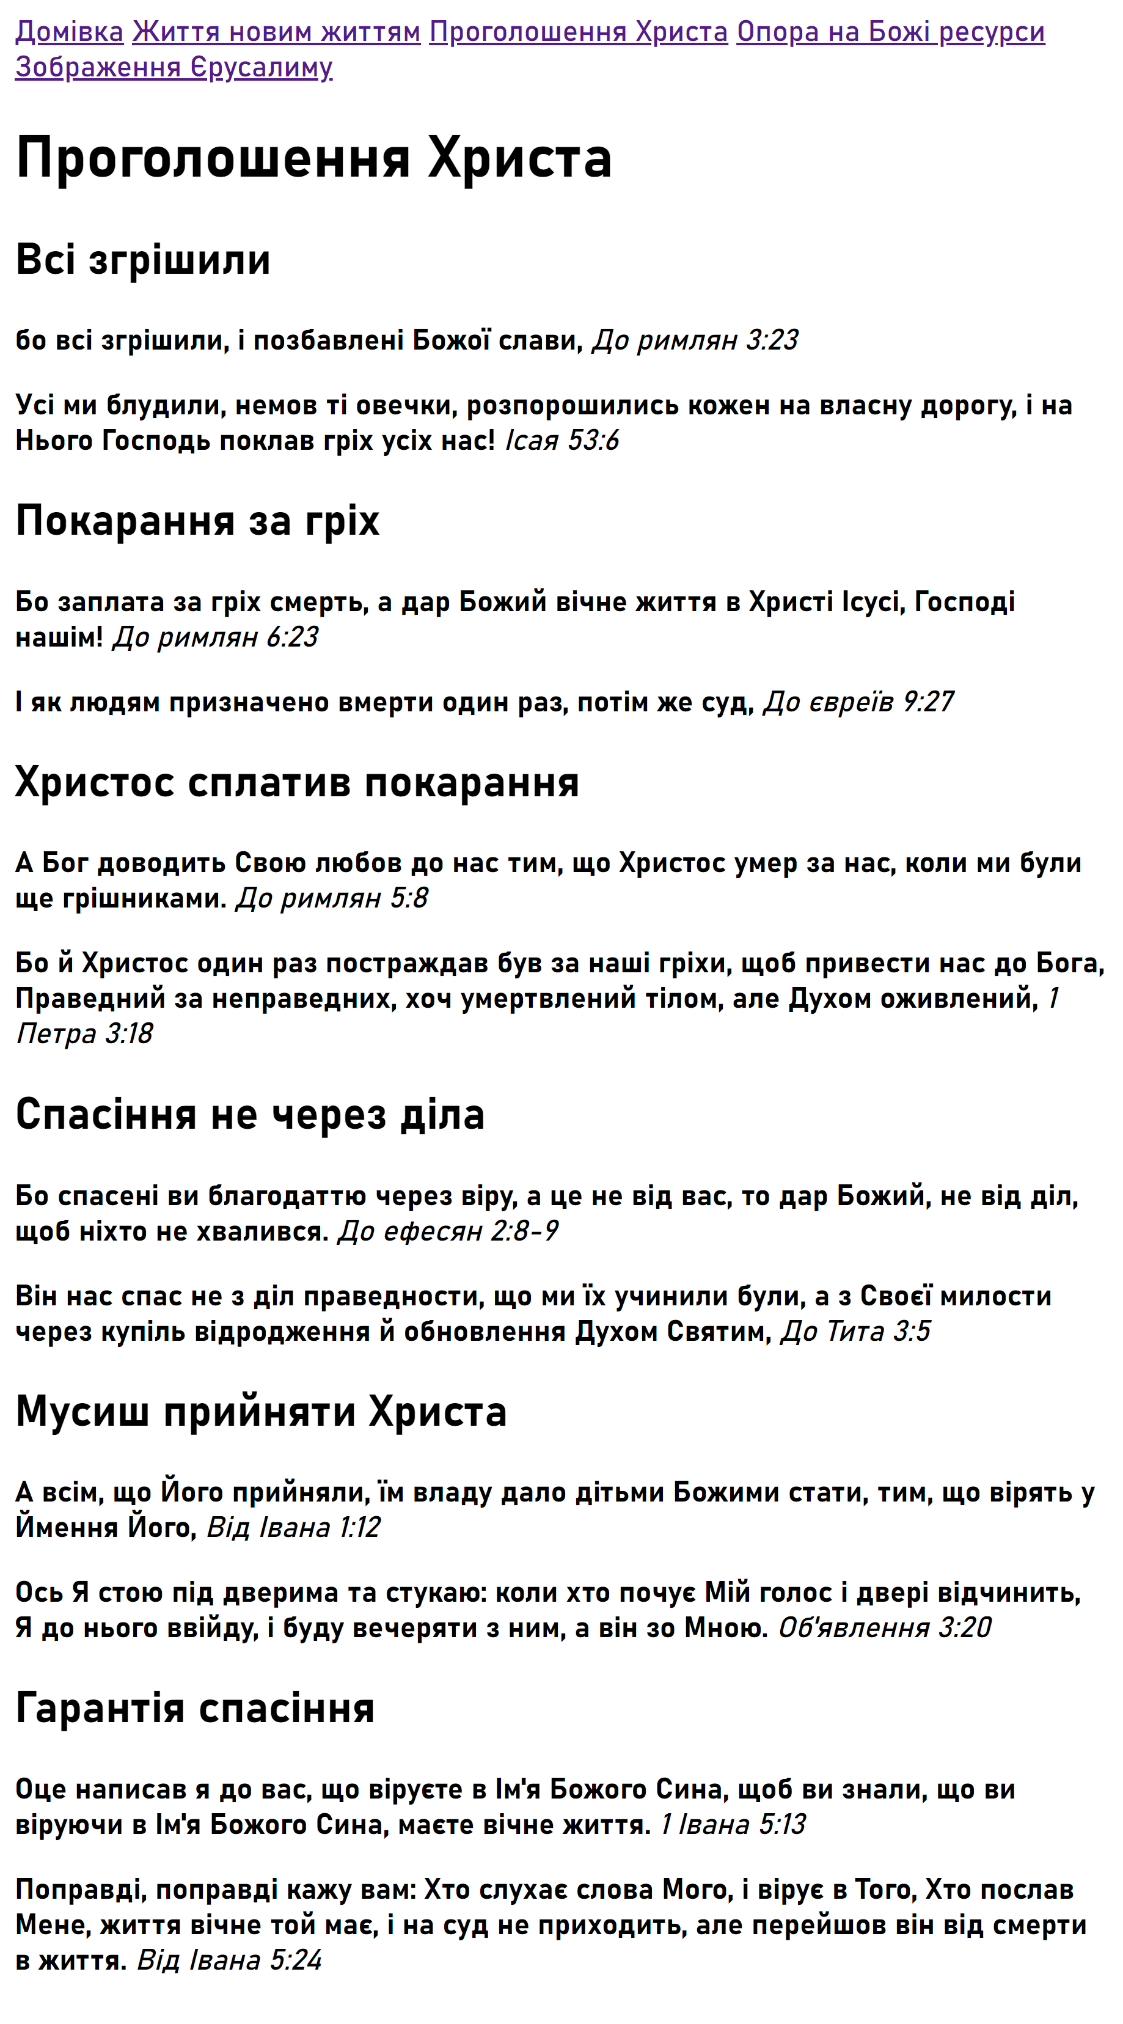 Домівка Життя новим життям Проголошення Христа Опора на Божі ресурси
Зображення Єрусалиму
Проголошення Христа
Всі згрішили
бо всі згрішили, і позбавлені Божої слави, До римлян 3:23
Усі ми блудили, немов ті овечки, розпорошились кожен на власну дорогу, і на
Нього Господь поклав гріх усіх нас! Ісая 53:6
Покарання за гріх
Бо заплата за гріх смерть, а дар Божий вічне життя в Христі Ісусі, Господі
нашім! До римлян 6:23
І як людям призначено вмерти один раз, потім же суд, До євреїв 9:27
Христос сплатив покарання
А Бог доводить Свою любов до нас тим, що Христос умер за нас, коли ми були
ще грішниками. До римлян 5:8
Бо й Христос один раз постраждав був за наші гріхи, щоб привести нас до Бога,
Праведний за неправедних, хоч умертвлений тілом, але Духом оживлений, 1
Петра 3:18
Спасіння не через діла
Бо спасені ви благодаттю через віру, а це не від вас, то дар Божий, не від діл,
щоб ніхто не хвалився. До ефесян 2:8-9
Він нас спас не з діл праведности, що ми їх учинили були, а з Своєї милости
через купіль відродження й обновлення Духом Святим, До Тита 3:5
Мусиш прийняти Христа
А всім, що Його прийняли, їм владу дало дітьми Божими стати, тим, що вірять у
Ймення Його, Від Івана 1:12
Ось Я стою під дверима та стукаю: коли хто почує Мій голос і двері відчинить,
Я до нього ввійду, і буду вечеряти з ним, а він зо Мною. Об'явлення 3:20
Гарантія спасіння
Оце написав я до вас, що віруєте в Ім'я Божого Сина, щоб ви знали, що ви
віруючи в Ім'я Божого Сина, маєте вічне життя. 1 Івана 5:13
Поправді, поправді кажу вам: Хто слухає слова Мого, і вірує в Того, Хто послав
Мене, життя вічне той має, і на суд не приходить, але перейшов він від смерти
в життя. Від Івана 5:24